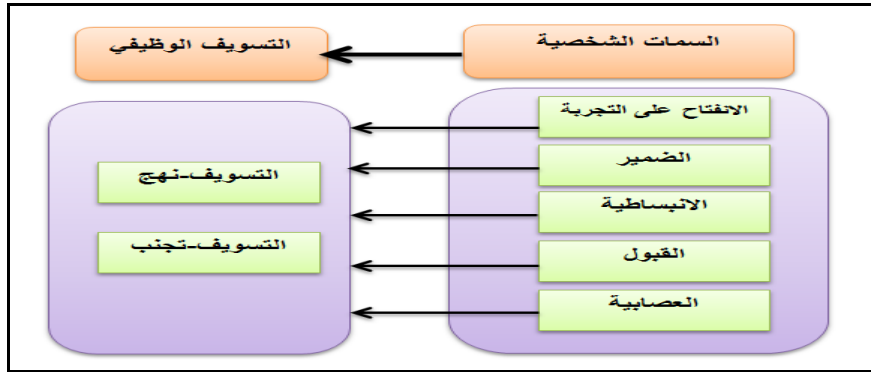 السمات الشخصية
التسويف الوظيفي
الانفتاح على التجربة
الضمير
الانبساطية
القبول
العصابية
التسويف-نهج
التسويف-تجنب